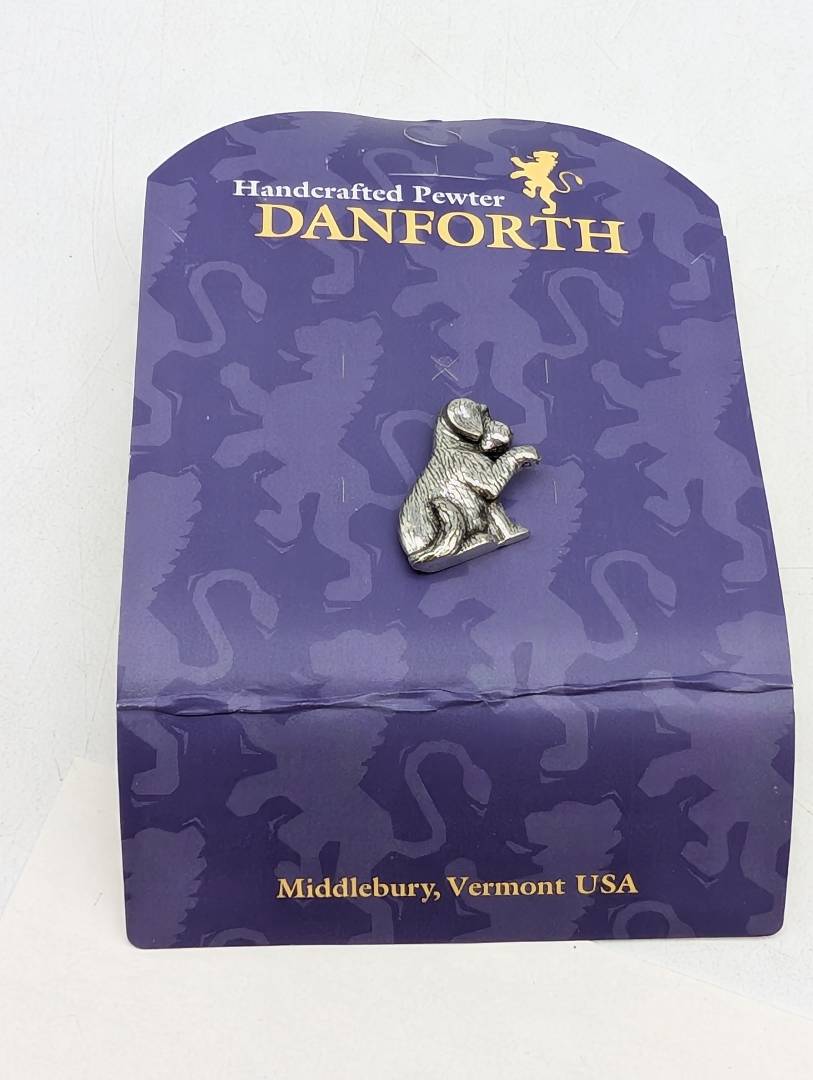 Handcrafted Pewter
DANFORTH
Middlebury, Vermont USA